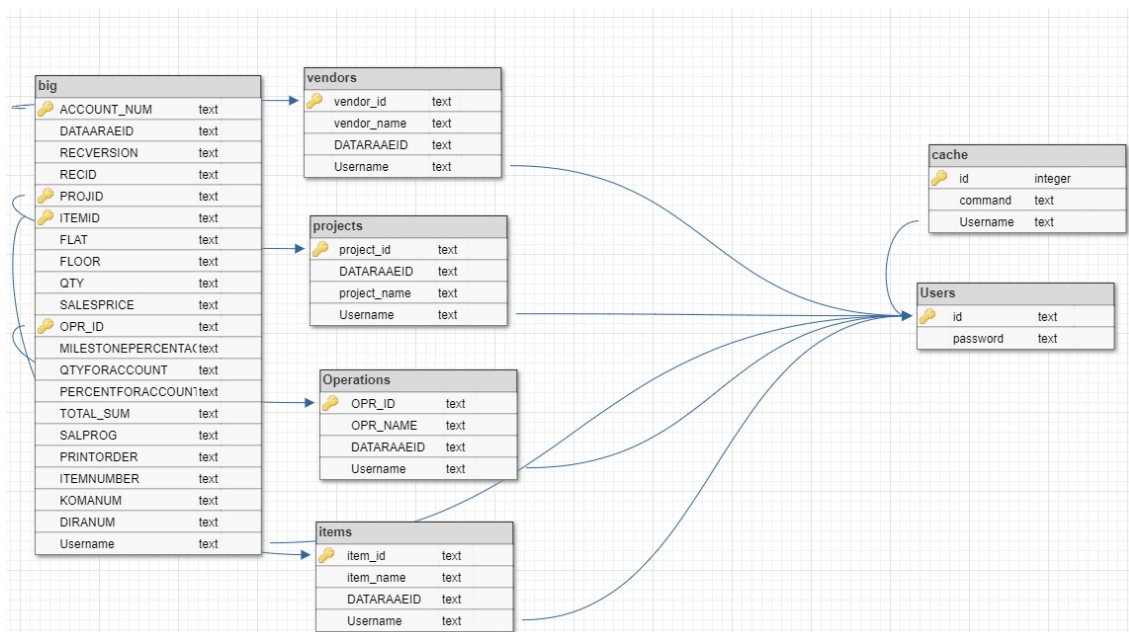 big
ACCOUNT_NUM text
DATAARAEID text
RECVERSION text
RECID text
PROJID text
ITEMID text
FLAT text
FLOOR text
QTY text
SALESPRICE text
OPR_ID text
MILESTONEPERCENTA( text
QTYFORACCOUNT text
PERCENTFORACCOUN text
TOTAL_SUM text
SALPROG text
PRINTORDER text
ITEMNUMBER text
KOMANUM text
DIRANUM text
Username text
vendors
vendor_id text
vendor_name text
DATARAAEID text
Username text
projects
project_id text
DATARAAEID text
project_name text
Username text
Operations
OPR_ID text
OPR_NAME text
DATARAAEID text
Username text
items
item_id text
item_name text
DATARAAEID text
Username text
cache
id integer
command text
Username text
Users
id text
password text